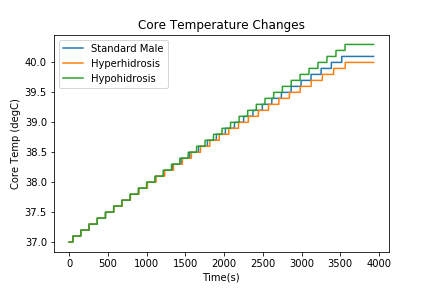 Core Temperature Changes
Standard Male
Hyperhidrosis
Hypohidrosis
Core Temp (degC)
40.0
39.5
39.0
38.5
38.0
37.5
37.0
0 500 1000 1500 2000 2500 3000 3500 4000
Time(s)